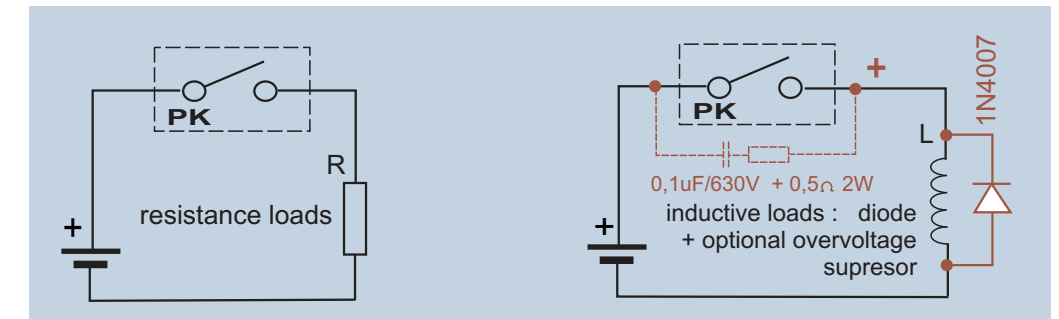 PK
R
+
resistance loads
PK
+
1N4007
L
0,1uF/630V + 0,5Ω 2W
+
inductive loads : diode
+ optional overvoltage
supresor